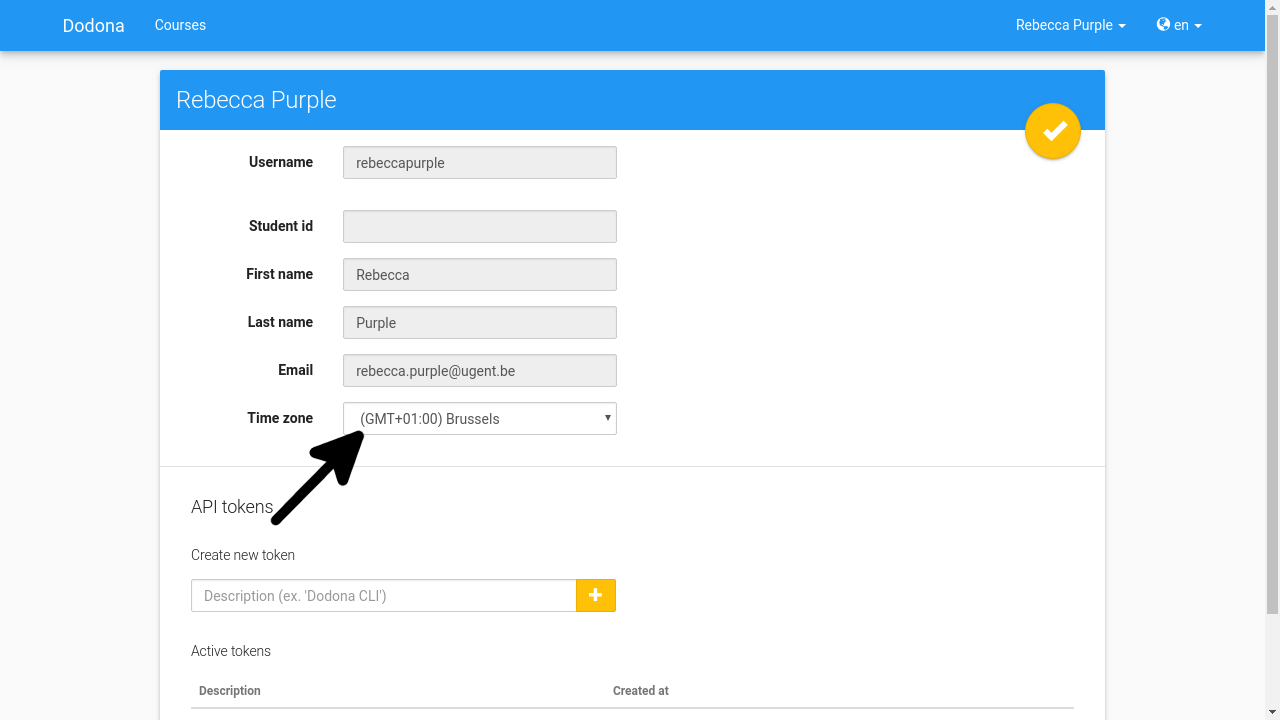 Dodona Courses Rebecca Purple en
Rebecca Purple
Username rebeccapurple
Student id
First name Rebecca
Last name Purple
Email rebecca.purple@ugent.be
Time zone (GMT+01:00) Brussels
API tokens
Create new token
Description (ex. 'Dodona CLI')
Active tokens
Description Created at